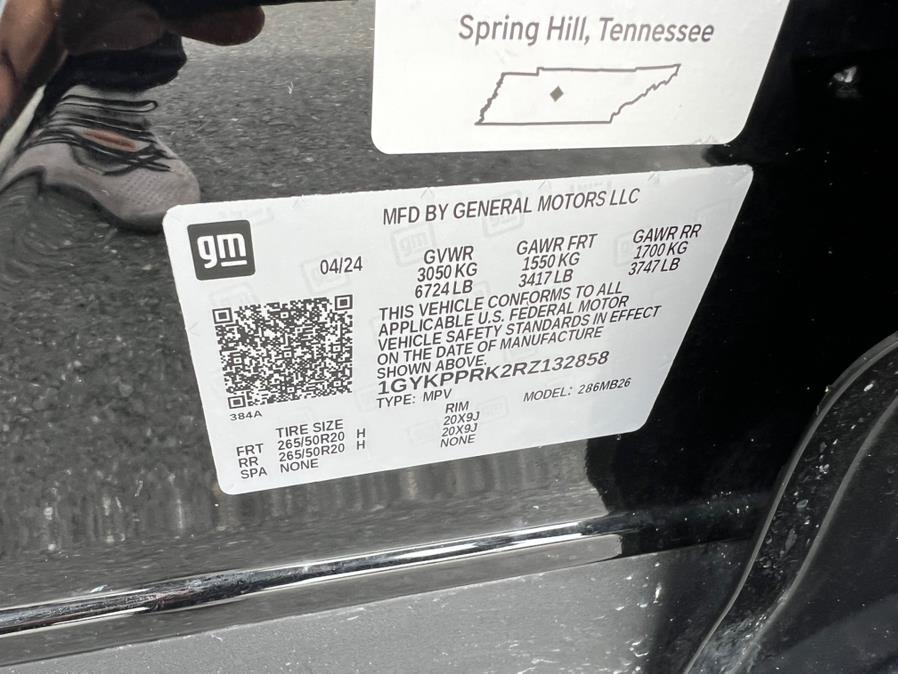 Spring Hill, Tennessee
MFD BY GENERAL MOTORS LLC
gm
04/24
GVWR
3050 KG
6724 LB
GAWR FRT
1550 KG
3417 LB
GAWR RR
1700 KG
3747 LB
THIS VEHICLE CONFORMS TO ALL
APPLICABLE U.S. FEDERAL MOTOR
VEHICLE SAFETY STANDARDS IN EFFECT
ON THE DATE OF MANUFACTURE
SHOWN ABOVE.
1GYKPPRK2RZ132858
TYPE: MPV MODEL: 286MB26
384A
TIRE SIZE RIM
FRT 265/50R20 H 20X9J
RR 265/50R20 H 20X9J
SPA NONE NONE